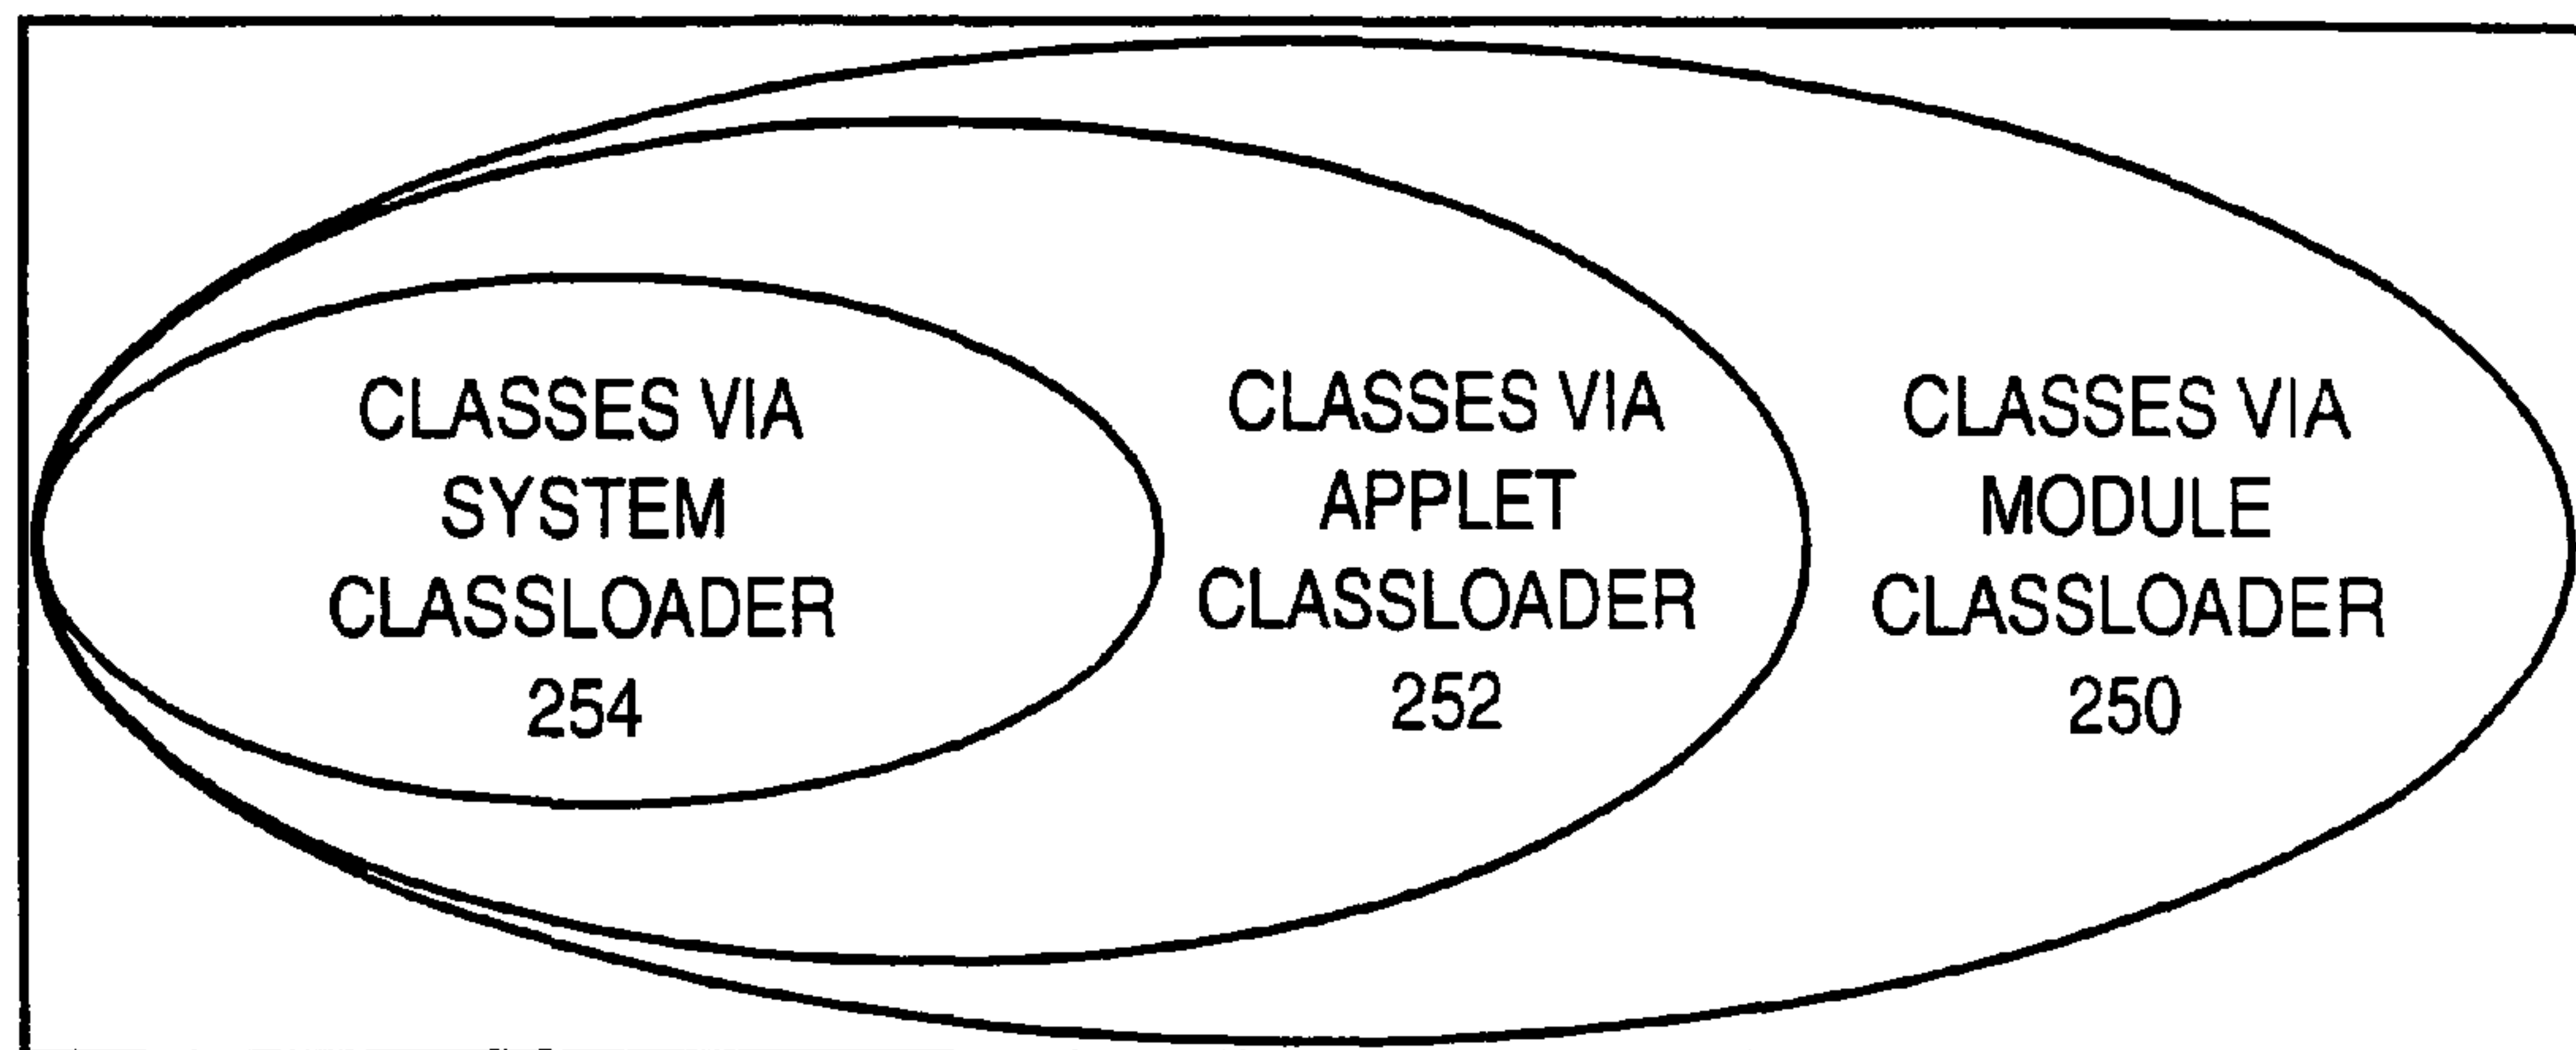 CLASSES VIA
SYSTEM
CLASSLOADER
254
CLASSES VIA
APPLET
CLASSLOADER
252
CLASSES VIA
MODULE
CLASSLOADER
250